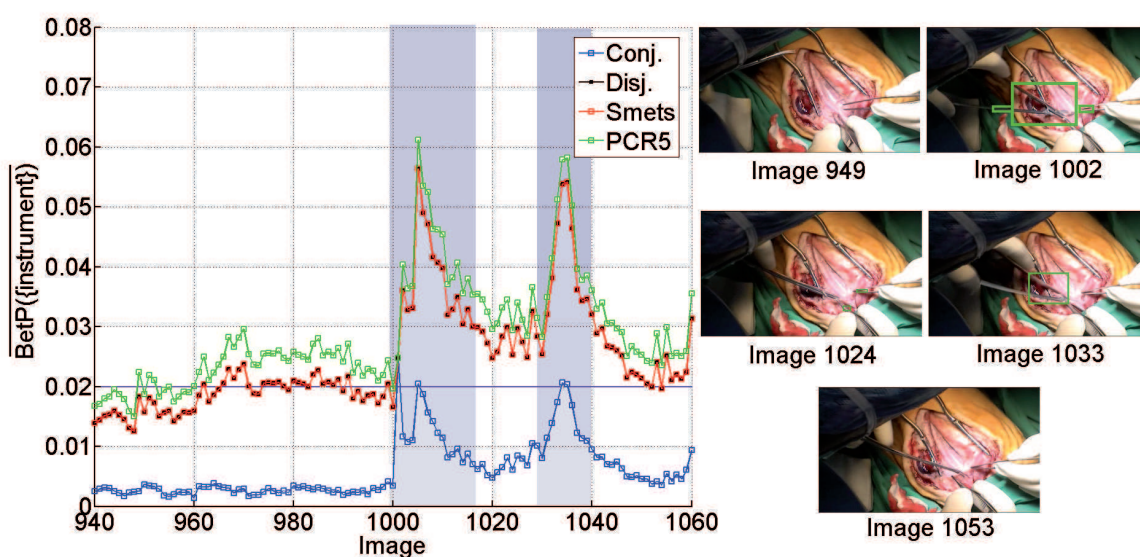 0.08
0.07
0.06
0.05
0.04
0.03
0.02
0.01
0
BetP({instrument})
940
960
980
1000
1020
1040
1060
Image
Conj.
Disj.
Smets
PCR5
Image 949
Image 1002
Image 1024
Image 1033
Image 1053